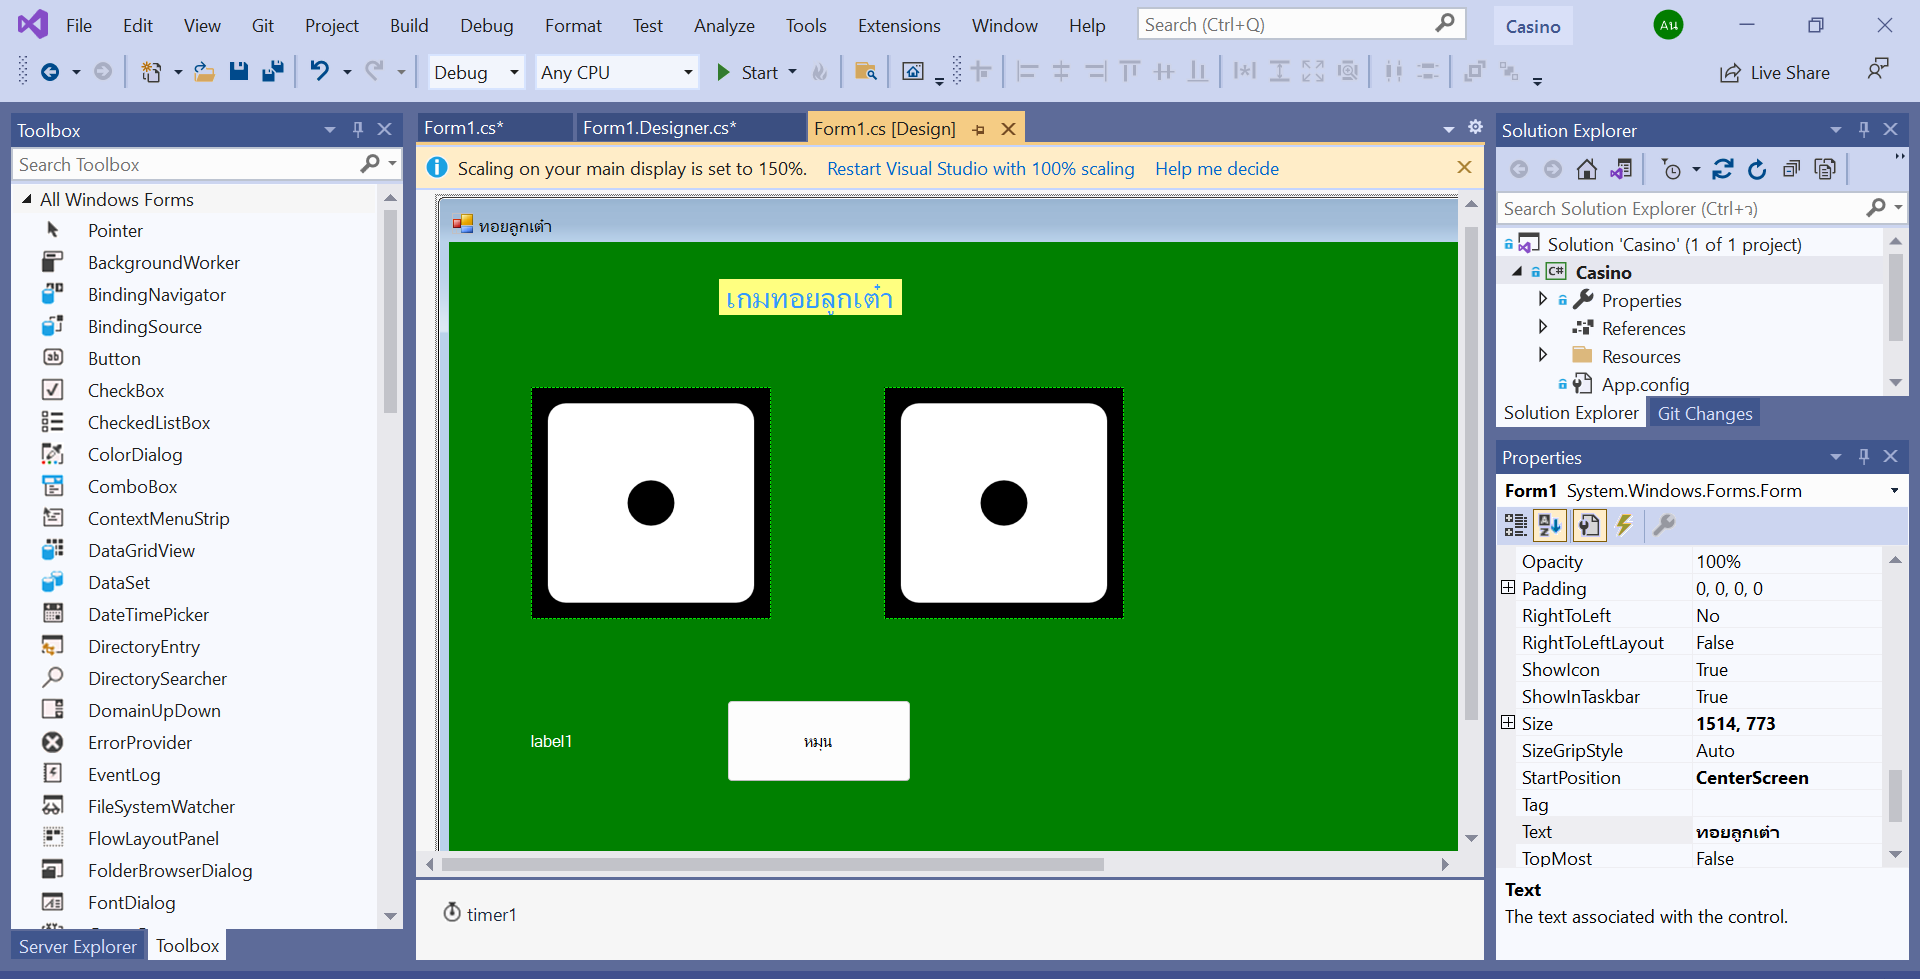 File Edit View Git Project Build Debug Format Test Analyze Tools Extensions Window Help Search (Ctrl+Q) Casino Aน
Debug Any CPU Start Live Share
Toolbox
Search Toolbox
All Windows Forms
Pointer
BackgroundWorker
BindingNavigator
BindingSource
Button
CheckBox
CheckedListBox
ColorDialog
ComboBox
ContextMenuStrip
DataGridView
DataSet
DateTimePicker
DirectoryEntry
DirectorySearcher
DomainUpDown
ErrorProvider
EventLog
FileSystemWatcher
FlowLayoutPanel
FolderBrowserDialog
FontDialog
Server Explorer Toolbox
Form1.cs* Form1.Designer.cs* Form1.cs [Design]
Scaling on your main display is set to 150%. Restart Visual Studio with 100% scaling Help me decide
ทอยลูกเต๋า
เกมทอยลูกเต๋า
label1
หมุน
timer1
Solution Explorer
Search Solution Explorer (Ctrl+ว)
Solution 'Casino' (1 of 1 project)
C# Casino
Properties
References
Resources
App.config
Solution Explorer Git Changes
Properties
Form1 System.Windows.Forms.Form
Opacity 100%
Padding 0, 0, 0, 0
RightToLeft No
RightToLeftLayout False
ShowIcon True
ShowInTaskbar True
Size 1514, 773
SizeGripStyle Auto
StartPosition CenterScreen
Tag
Text ทอยลูกเต๋า
TopMost False
Text
The text associated with the control.